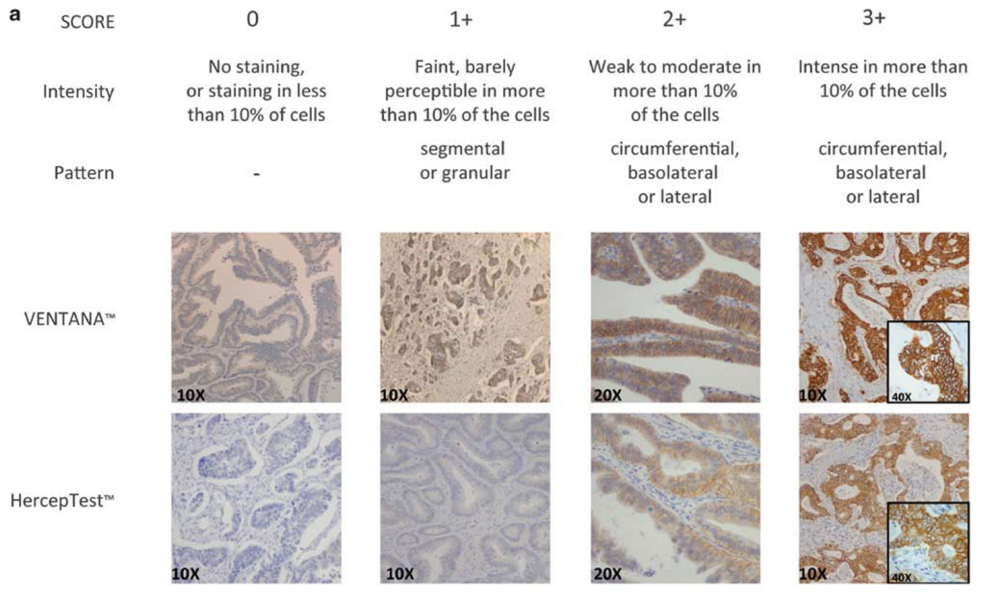 a
SCORE 0 1+ 2+ 3+
Intensity
No staining,
or staining in less
than 10% of cells
Faint, barely
perceptible in more
than 10% of the cells
Weak to moderate in
more than 10%
of the cells
Intense in more than
10% of the cells
Pattern
-
segmental
or granular
circumferential,
basolateral
or lateral
circumferential,
basolateral
or lateral
VENTANA™
10X
10X
20X
10X
40X
HercepTest™
10X
10X
20X
10X
40X